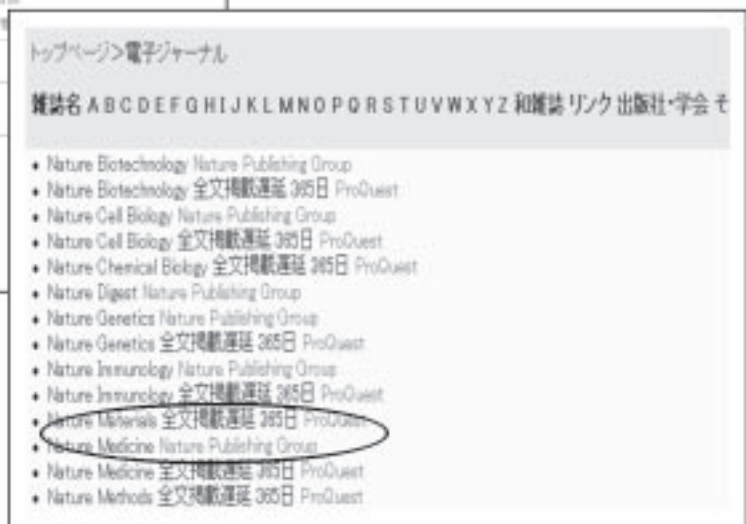 トップページ>電子ジャーナル
雑誌名 A B C D E F G H I J K L M N O P Q R S T U V W X Y Z 和雑誌 リンク 出版社・学会 そ
• Nature Biotechnology Nature Publishing Group
• Nature Biotechnology 全文掲載遅延 365日 ProQuest
• Nature Cell Biology Nature Publishing Group
• Nature Cell Biology 全文掲載遅延 365日 ProQuest
• Nature Chemical Biology 全文掲載遅延 365日 ProQuest
• Nature Digest Nature Publishing Group
• Nature Genetics Nature Publishing Group
• Nature Genetics 全文掲載遅延 365日 ProQuest
• Nature Immunology Nature Publishing Group
• Nature Immunology 全文掲載遅延 365日 ProQuest
• Nature Materials 全文掲載遅延 365日 ProQuest
• Nature Medicine Nature Publishing Group
• Nature Medicine 全文掲載遅延 365日 ProQuest
• Nature Methods 全文掲載遅延 365日 ProQuest